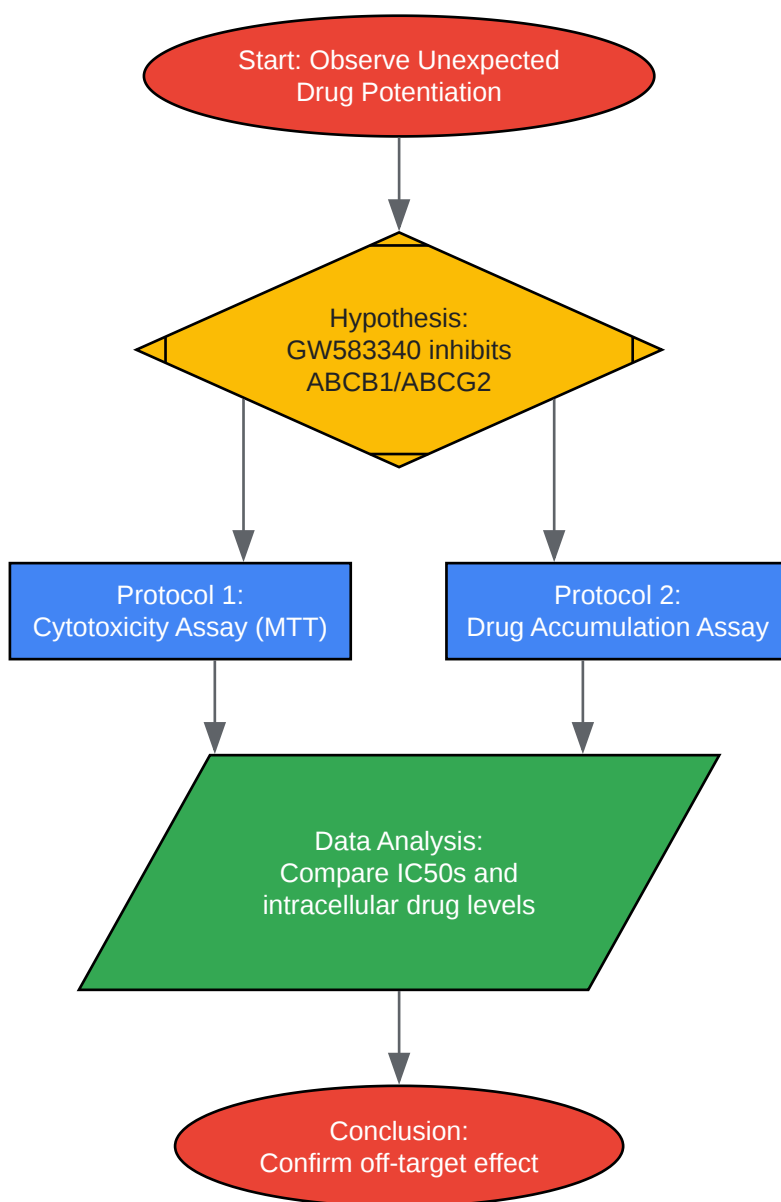 Start: Observe Unexpected
Drug Potentiation
Hypothesis:
GW583340 inhibits
ABCB1/ABCG2
Protocol 1:
Cytotoxicity Assay (MTT)
Protocol 2:
Drug Accumulation Assay
Data Analysis:
Compare IC50s and
intracellular drug levels
Conclusion:
Confirm off-target effect